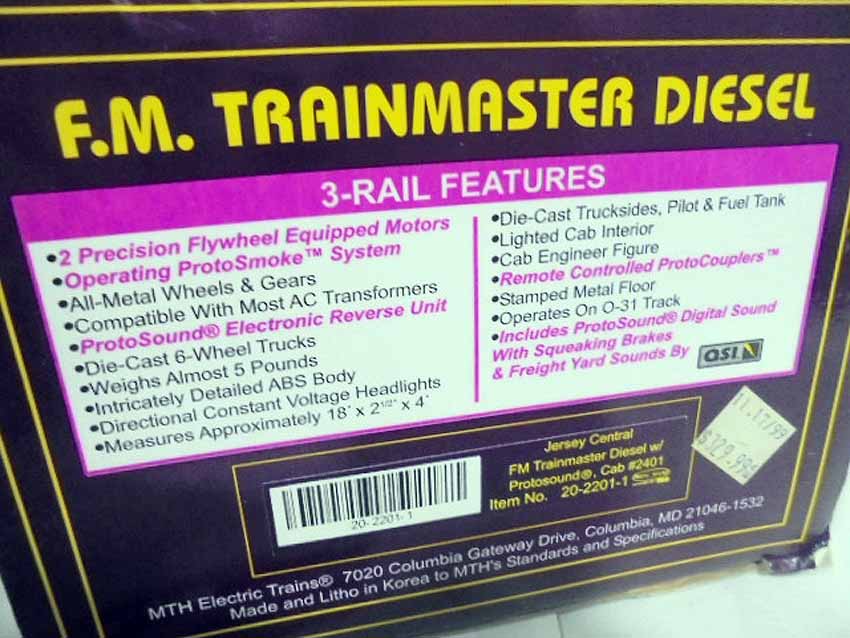 F.M. TRAINMASTER DIESEL
3-RAIL FEATURES
•2 Precision Flywheel Equipped Motors
•Operating ProtoSmoke™ System
•All-Metal Wheels & Gears
•Compatible With Most AC Transformers
•ProtoSound® Electronic Reverse Unit
•Die-Cast 6-Wheel Trucks
•Weighs Almost 5 Pounds
•Intricately Detailed ABS Body
•Directional Constant Voltage Headlights
•Measures Approximately 18" x 2 1/2" x 4"
•Die-Cast Trucksides, Pilot & Fuel Tank
•Lighted Cab Interior
•Cab Engineer Figure
•Remote Controlled ProtoCouplers™
•Stamped Metal Floor
•Operates On O-31 Track
•Includes ProtoSound® Digital Sound
With Squeaking Brakes
& Freight Yard Sounds By QSI
20-2201-1
Jersey Central
FM Trainmaster Diesel w/
Protosound®, Cab #2401
Item No. 20-2201-1
11.17/99
$329.99
MTH Electric Trains® 7020 Columbia Gateway Drive, Columbia, MD 21046-1532
Made and Litho in Korea to MTH's Standards and Specifications